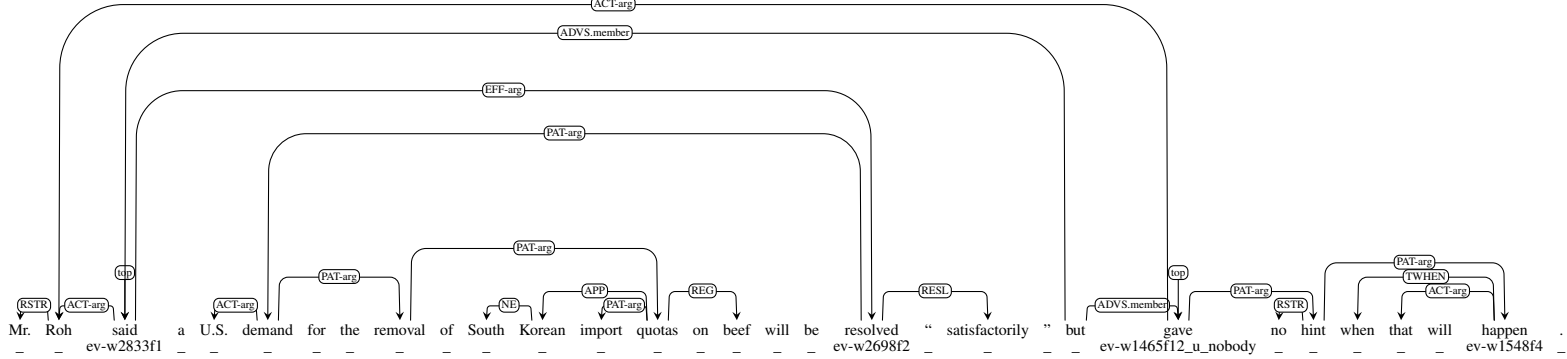 ACT-arg
ADVS.member
EFF-arg
PAT-arg
PAT-arg
PAT-arg
top
top
PAT-arg
TWHEN
RSTR
ACT-arg
ACT-arg
PAT-arg
NE
APP
PAT-arg
REG
RESL
ADVS.member
PAT-arg
RSTR
ACT-arg
Mr. Roh said a U.S. demand for the removal of South Korean import quotas on beef will be resolved “ satisfactorily ” but gave no hint when that will happen .
_ _ ev-w2833f1 _ _ _ _ _ _ _ _ _ _ _ _ _ _ _ ev-w2698f2 _ _ _ _ ev-w1465f12_u_nobody _ _ _ _ _ ev-w1548f4 _